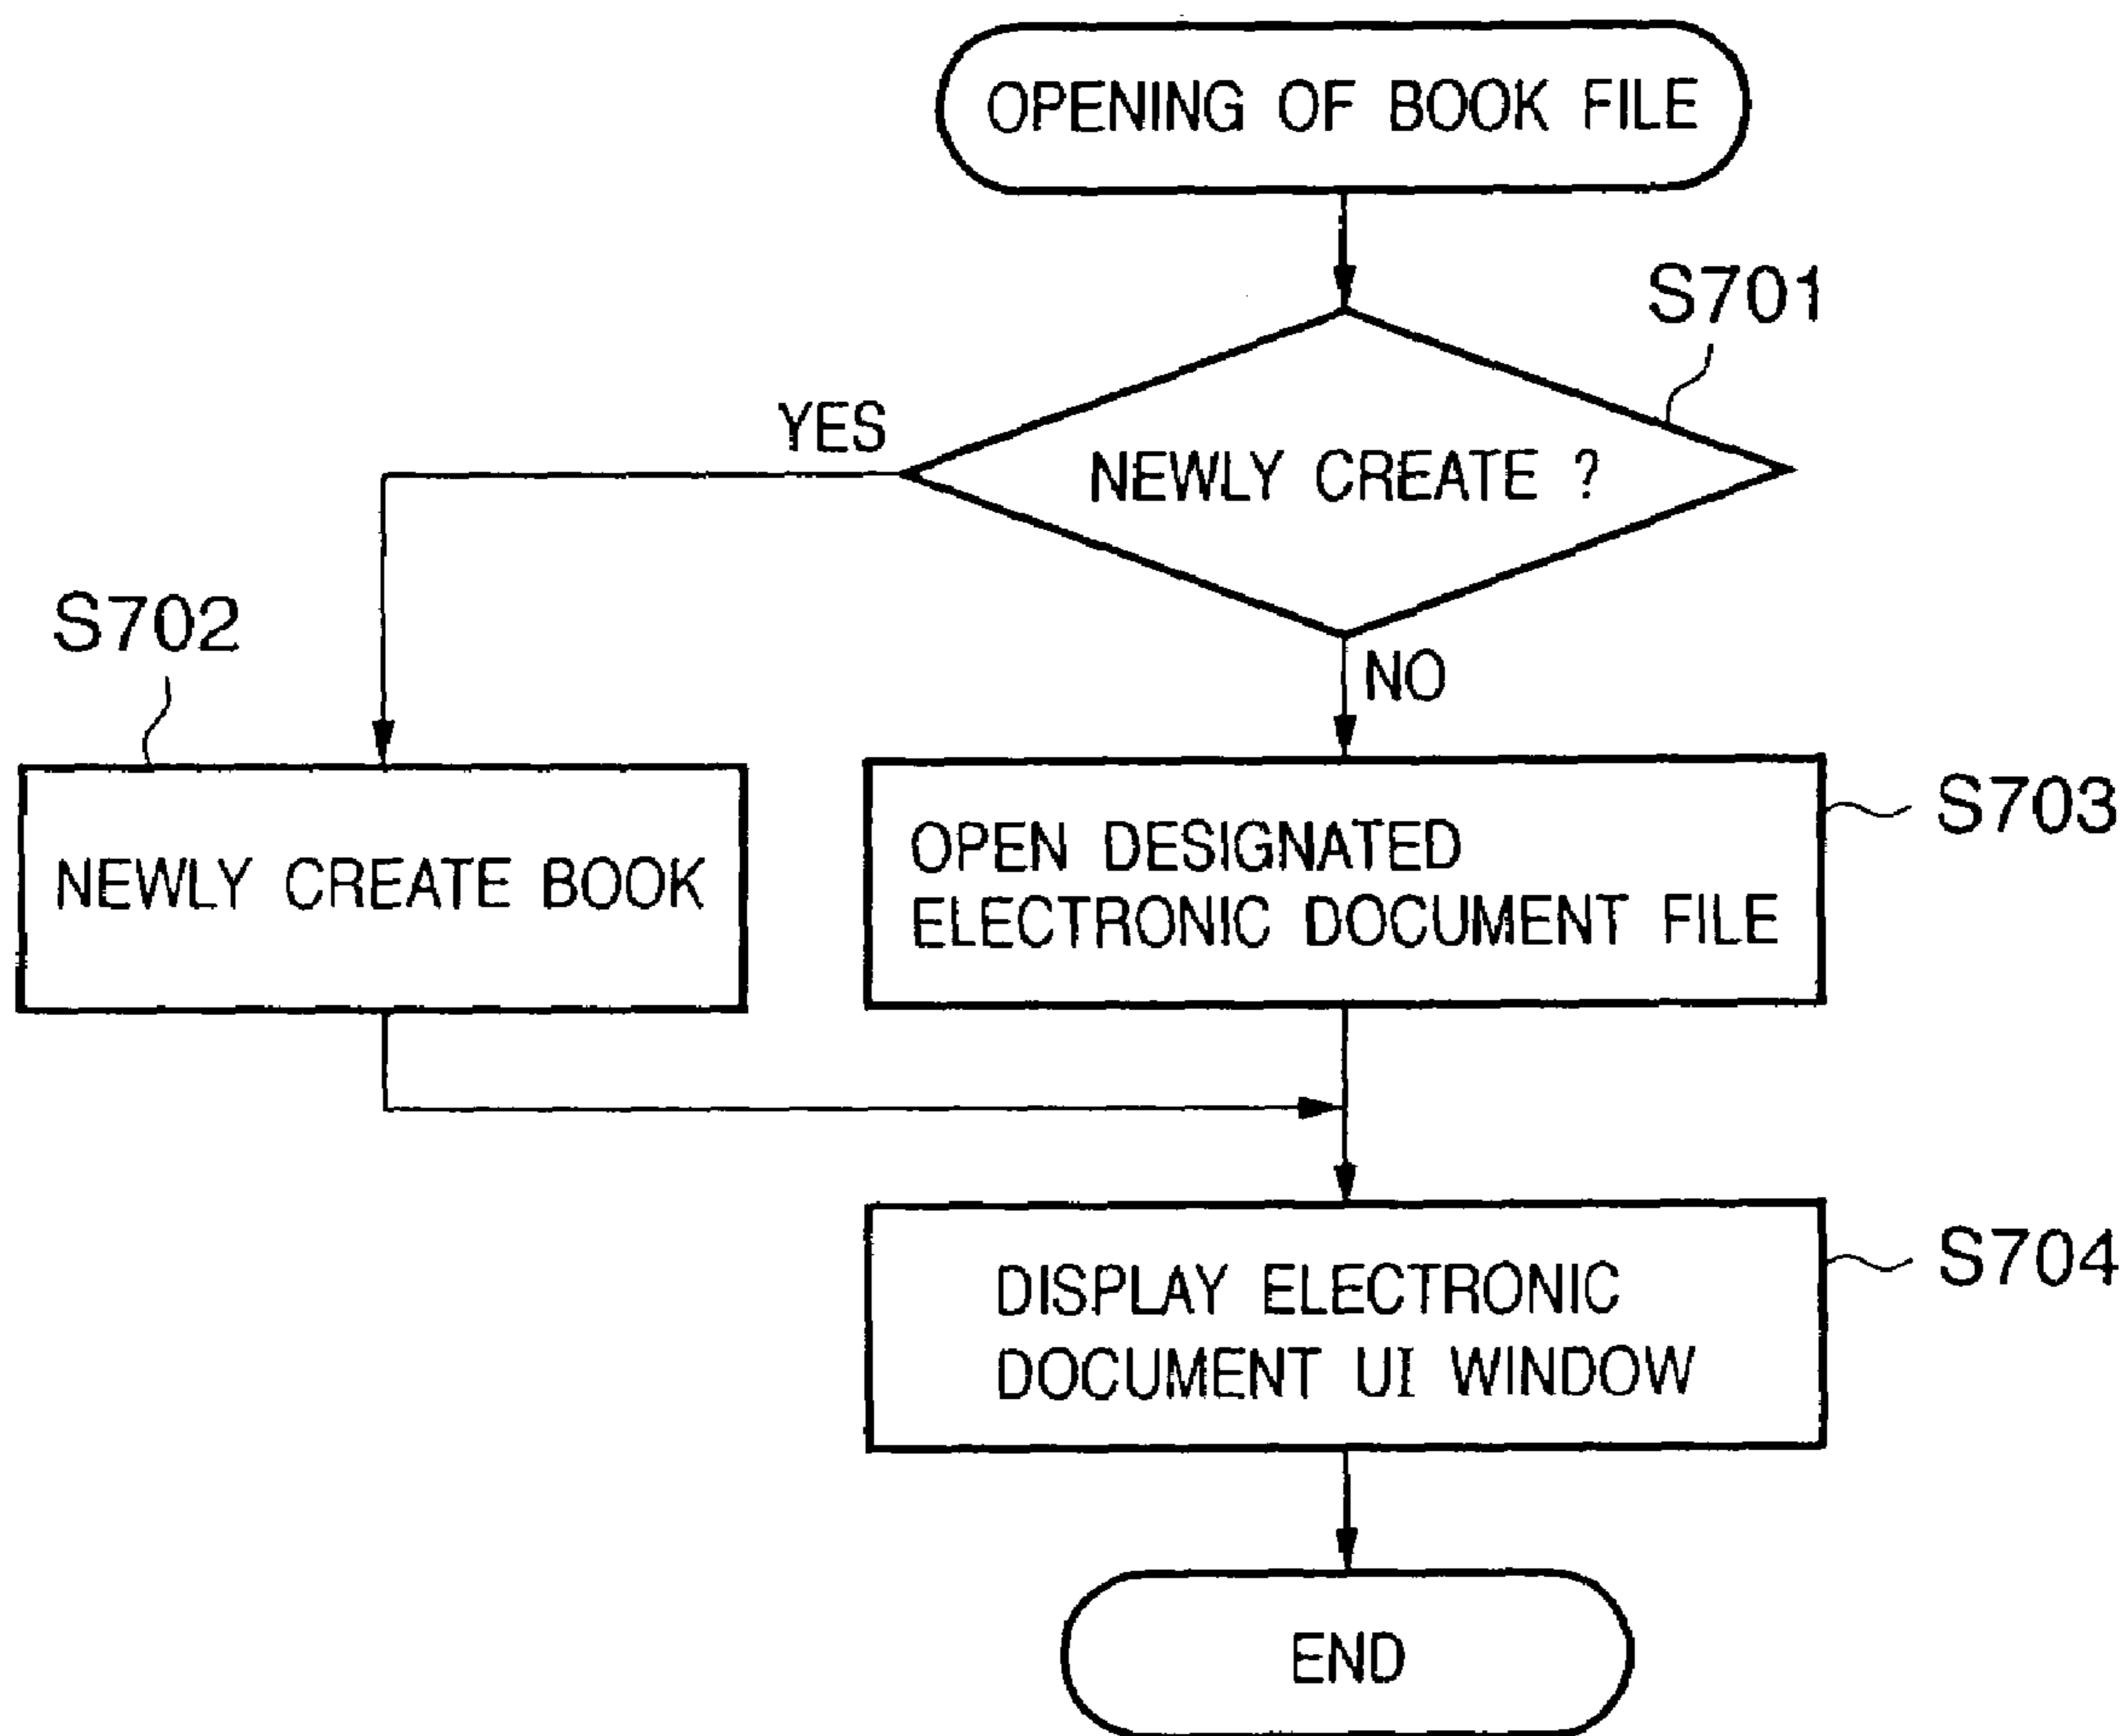 OPENING OF BOOK FILE
S701
YES
NEWLY CREATE ?
S702
NO
NEWLY CREATE BOOK
OPEN DESIGNATED
ELECTRONIC DOCUMENT FILE
S703
DISPLAY ELECTRONIC
DOCUMENT UI WINDOW
S704
END